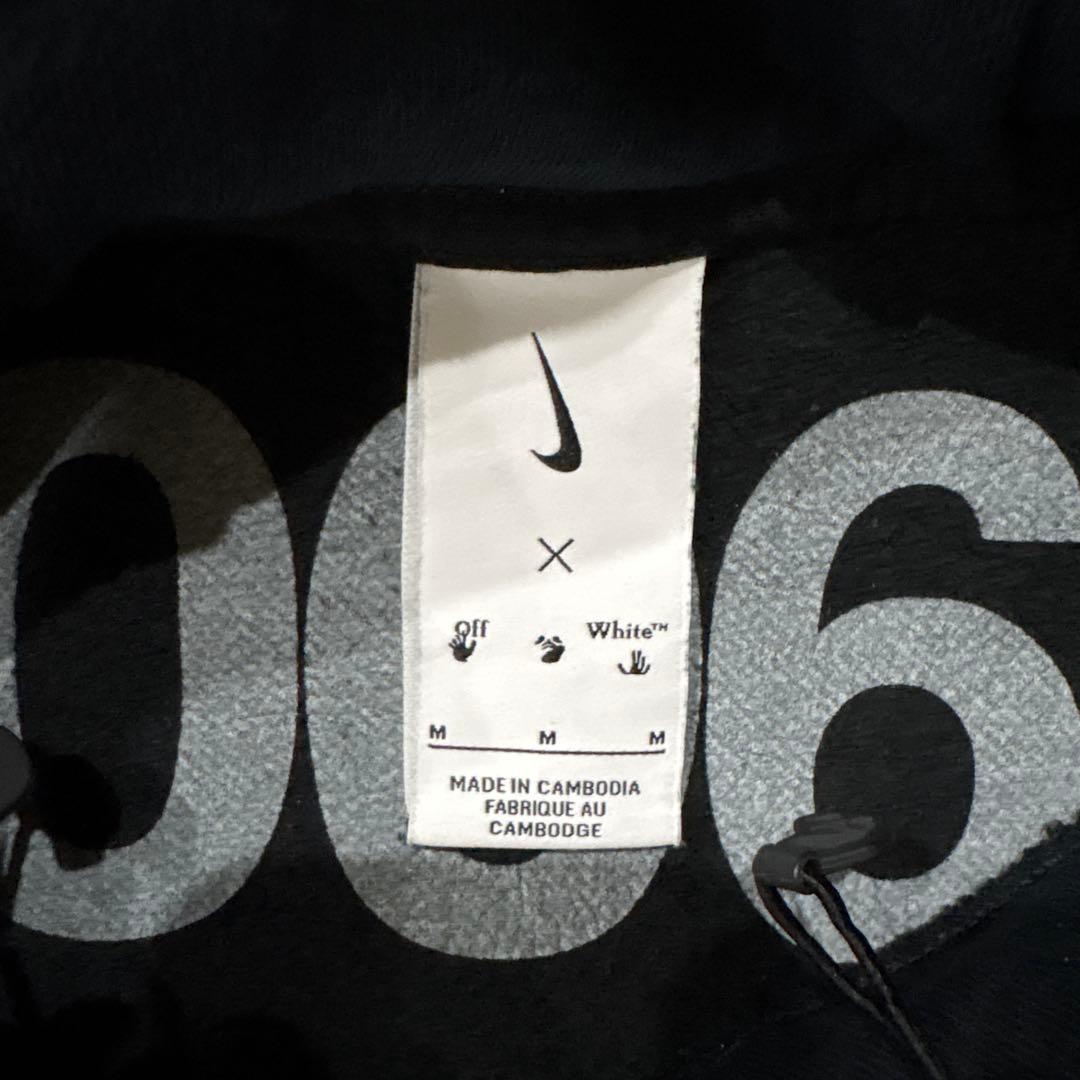 006
×
Off White™
M M M
MADE IN CAMBODIA
FABRIQUE AU
CAMBODGE